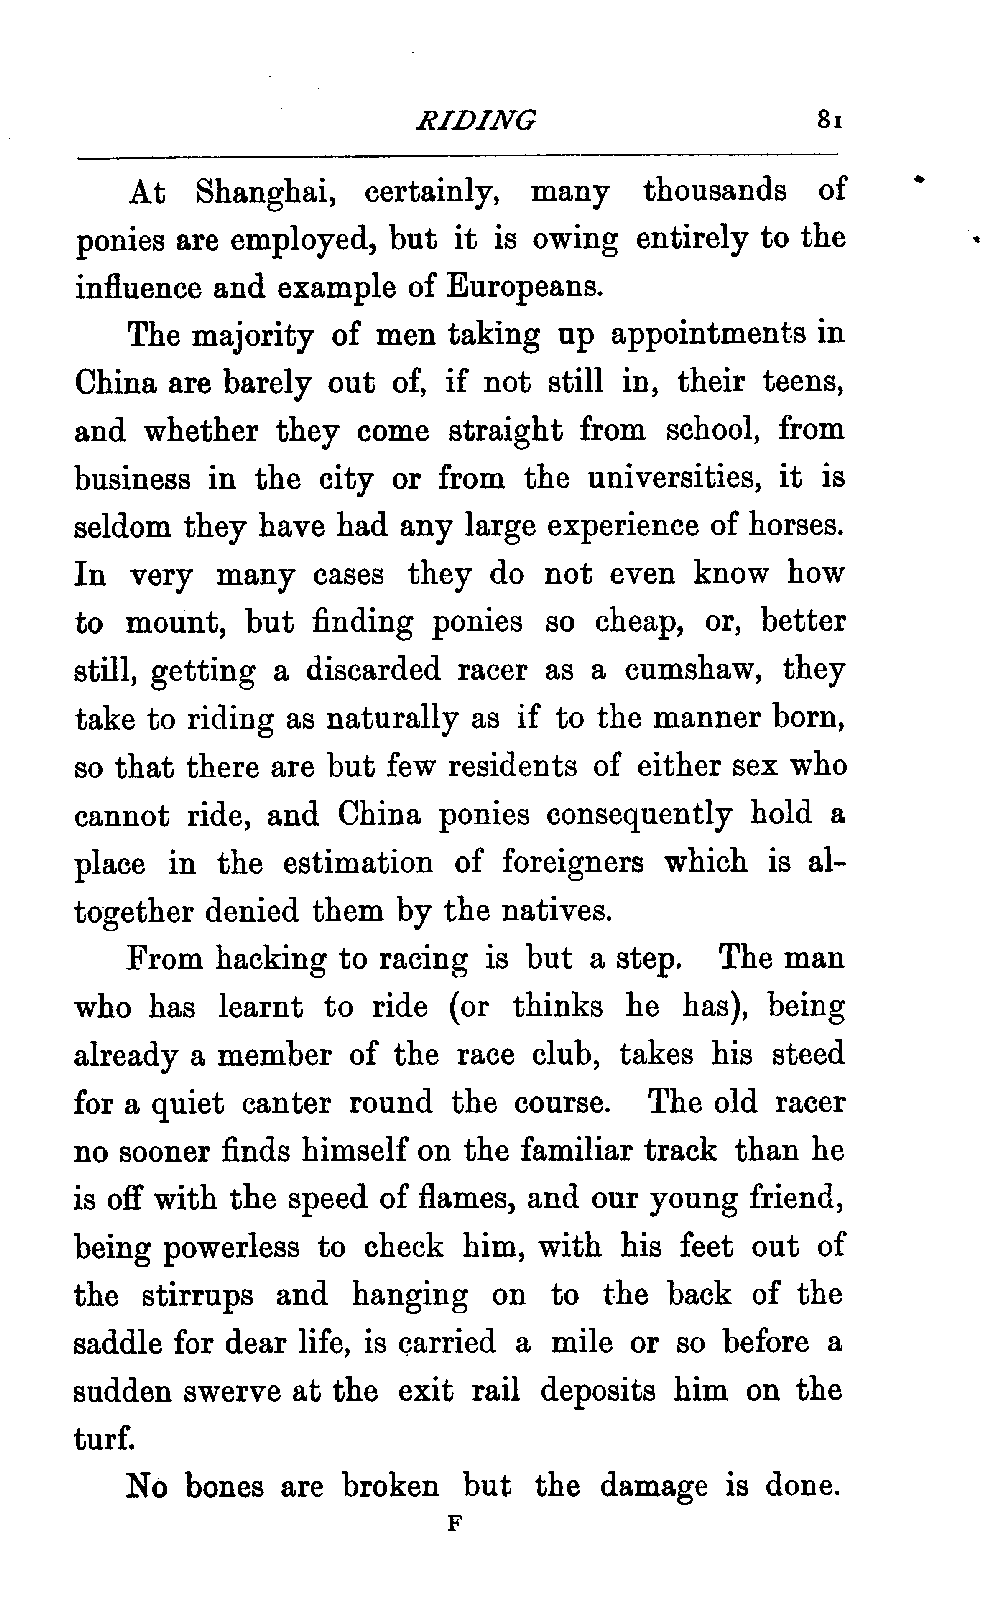 RIDING 81
At Shanghai, certainly, many thousands of
ponies are employed, but it is owing entirely to the
influence and example of Europeans.
The majority of men taking up appointments in
China are barely out of, if not still in, their teens,
and whether they come straight from school, from
business in the city or from the universities, it is
seldom they have had any large experience of horses.
In very many cases they do not even know how
to mount, but finding ponies so cheap, or, better
still, getting a discarded racer as a cumshaw, they
take to riding as naturally as if to the manner born,
so that there are but few residents of either sex who
cannot ride, and China ponies consequently hold a
place in the estimation of foreigners which is al-
together denied them by the natives.
From hacking to racing is but a step. The man
who has learnt to ride (or thinks he has), being
already a member of the race club, takes his steed
for a quiet canter round the course. The old racer
no sooner finds himself on the familiar track than he
is off with the speed of flames, and our young friend,
being powerless to check him, with his feet out of
the stirrups and hanging on to the back of the
saddle for dear life, is carried a mile or so before a
sudden swerve at the exit rail deposits him on the
turf.
No bones are broken but the damage is done.
F